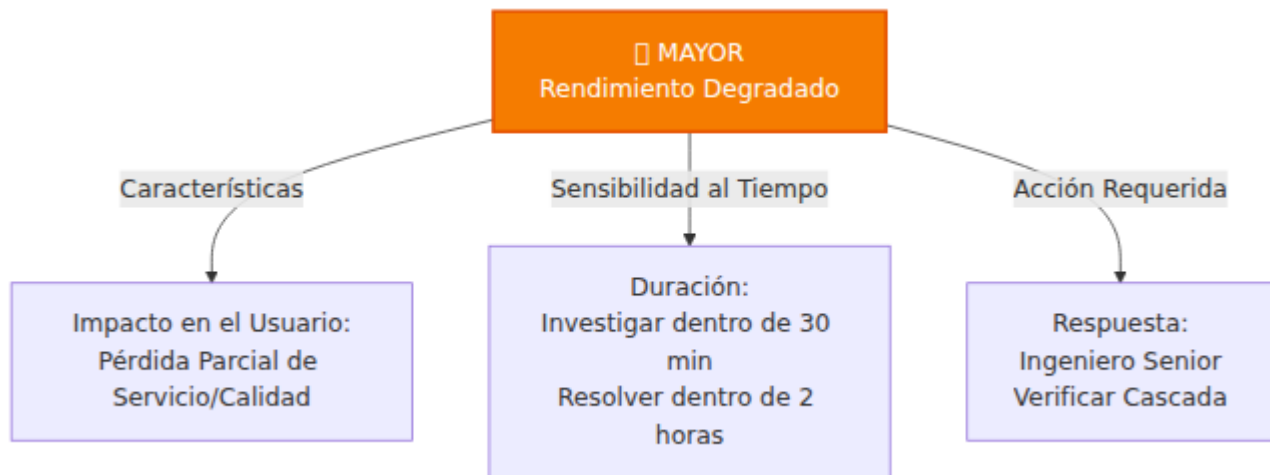 MAYOR
Rendimiento Degradado
Características
Sensibilidad al Tiempo
Acción Requerida
Impacto en el Usuario:
Pérdida Parcial de
Servicio/Calidad
Duración:
Investigar dentro de 30
min
Resolver dentro de 2
horas
Respuesta:
Ingeniero Senior
Verificar Cascada